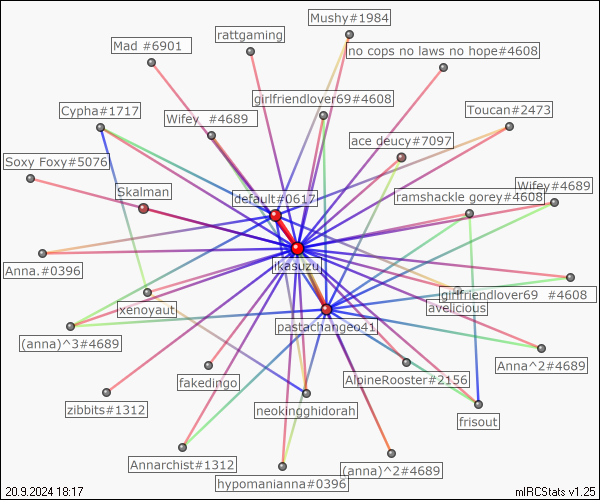 Mushy#1984
rattgaming
Mad #6901
no cops no laws no hope#4608
girlfriendlover69#4608
Cypha#1717
Wifey_#4689
Toucan#2473
ace deucy#7097
Soxy Foxy#5076
Skalman
Wifey#4689
default#0617
ramshackle gorey#4608
Anna.#0396
ikasuzu
girlfriendlover69_#4608
xenoyaut
avelicious
pastachangeo41
(anna)^3#4689
Anna^2#4689
fakedingo
AlpineRooster#2156
zibbits#1312
neokingghidorah
frisout
Annarchist#1312
(anna)^2#4689
hypomanianna#0396
20.9.2024 18:17
mIRCStats v1.25